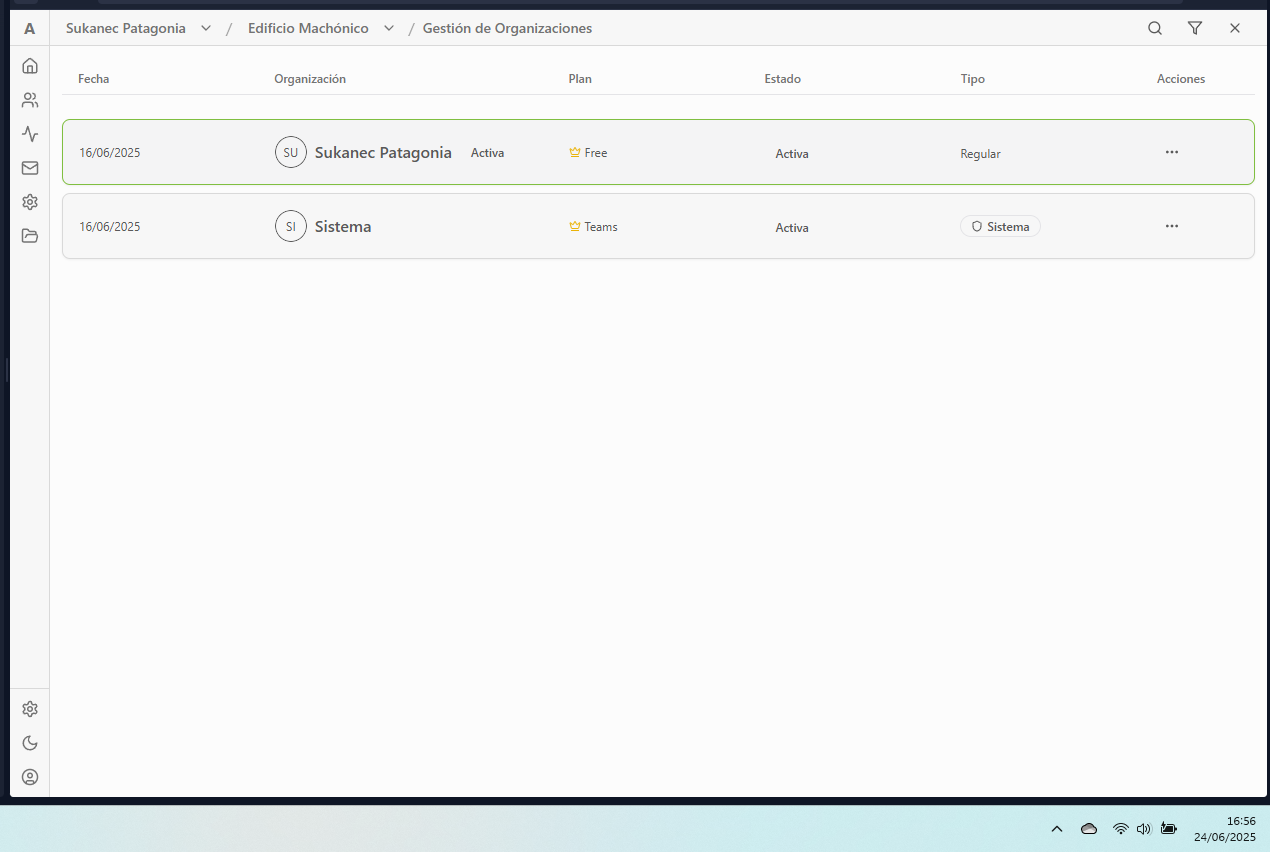 A Sukanec Patagonia / Edificio Machónico / Gestión de Organizaciones
Fecha Organización Plan Estado Tipo Acciones
16/06/2025 SU Sukanec Patagonia Activa Free Activa Regular ...
16/06/2025 SI Sistema Teams Activa Sistema ...
16:56
24/06/2025